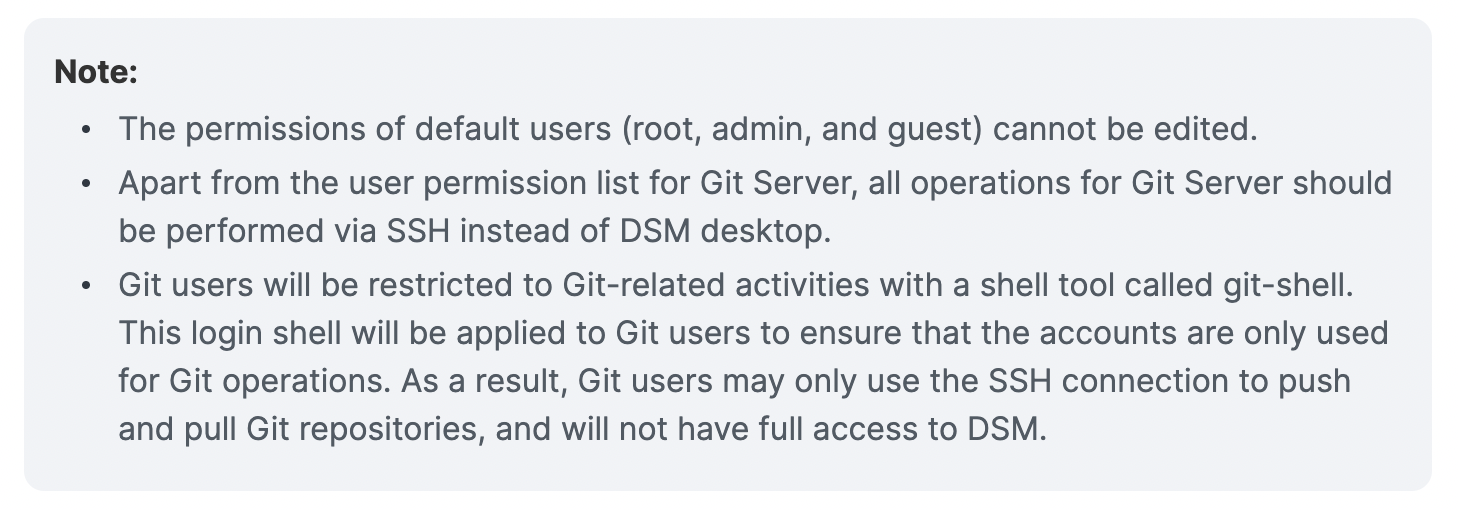 Note:
• The permissions of default users (root, admin, and guest) cannot be edited.
• Apart from the user permission list for Git Server, all operations for Git Server should
be performed via SSH instead of DSM desktop.
• Git users will be restricted to Git-related activities with a shell tool called git-shell.
This login shell will be applied to Git users to ensure that the accounts are only used
for Git operations. As a result, Git users may only use the SSH connection to push
and pull Git repositories, and will not have full access to DSM.